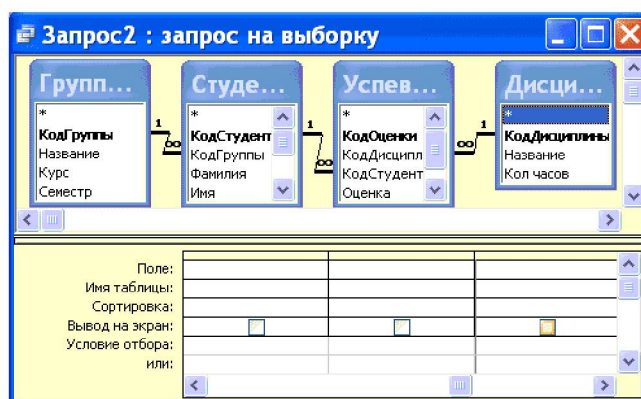 Запрос2 : запрос на выборку
Групп...
*
КодГруппы
Название
Курс
Семестр
1
∞
Студе...
*
КодСтудент
КодГруппы
Фамилия
Имя
1
∞
Успев...
*
КодОценки
КодДисципл
КодСтудент
Оценка
∞
1
Дисци...
*
КодДисциплины
Название
Кол часов
Поле:
Имя таблицы:
Сортировка:
Вывод на экран:
Условие отбора:
или: